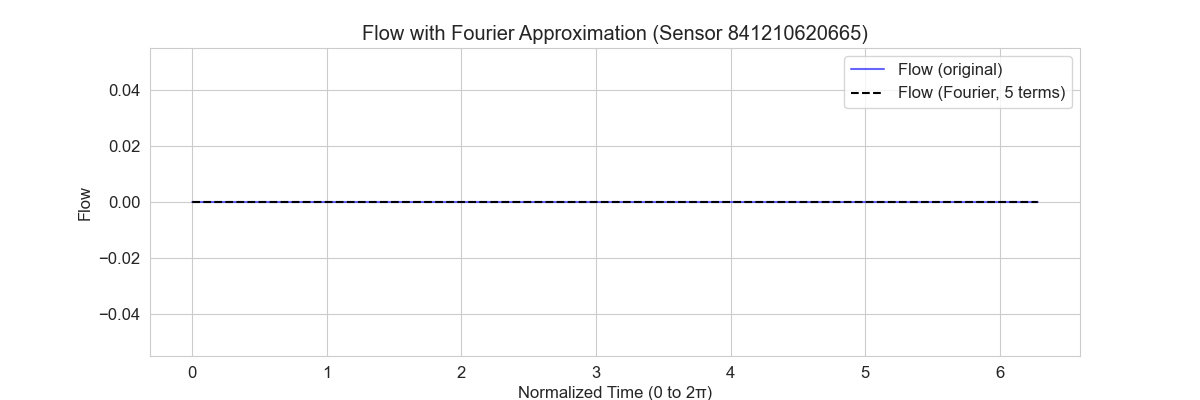 Flow with Fourier Approximation (Sensor 841210620665)
Flow (original)
Flow (Fourier, 5 terms)
0.04
0.02
0.00
−0.02
−0.04
Flow
0 1 2 3 4 5 6
Normalized Time (0 to 2π)